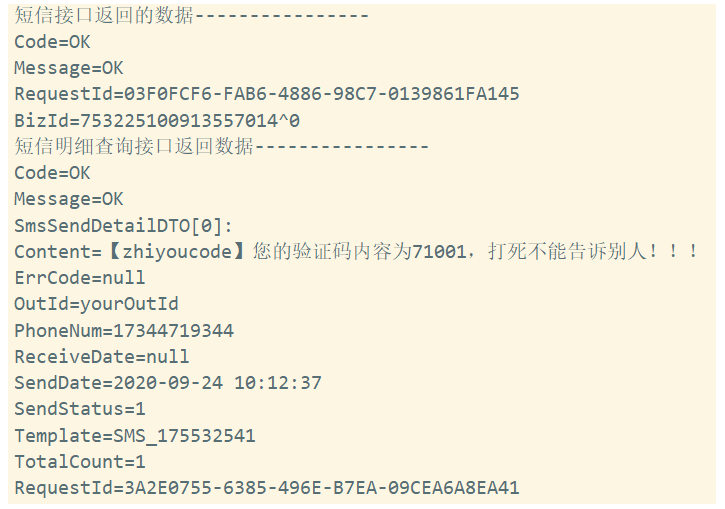 短信接口返回的数据----------------
Code=OK
Message=OK
RequestId=03F0FCF6-FAB6-4886-98C7-0139861FA145
BizId=753225100913557014^0
短信明细查询接口返回数据----------------
Code=OK
Message=OK
SmsSendDetailDTO[0]:
Content=【zhiyoucode】您的验证码内容为71001，打死不能告诉别人！！！
ErrCode=null
OutId=yourOutId
PhoneNum=17344719344
ReceiveDate=null
SendDate=2020-09-24 10:12:37
SendStatus=1
Template=SMS_175532541
TotalCount=1
RequestId=3A2E0755-6385-496E-B7EA-09CEA6A8EA41